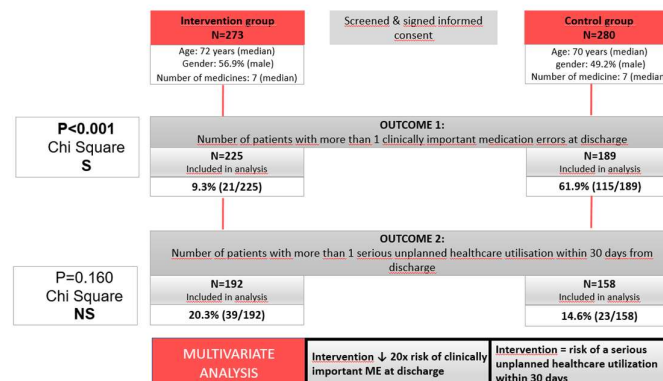 Intervention group
N=273
Age: 72 years (median)
Gender: 56.9% (male)
Number of medicines: 7 (median)
Screened & signed informed
consent
Control group
N=280
Age: 70 years (median)
gender: 49.2% (male)
Number of medicine: 7 (median
P<0.001
Chi Square
S
OUTCOME 1:
Number of patients with more than 1 clinically important medication errors at discharge
N=225
Included in analysis
9.3% (21/225)
N=189
Included in analysis
61.9% (115/189)
P=0.160
Chi Square
NS
OUTCOME 2:
Number of patients with more than 1 serious unplanned healthcare utilisation within 30 days from
discharge
N=192
Included in analysis
20.3% (39/192)
N=158
Included in analysis
14.6% (23/158)
MULTIVARIATE
ANALYSIS
Intervention ↓ 20x risk of clinically
important ME at discharge
Intervention = risk of a serious
unplanned healthcare utilization
within 30 days